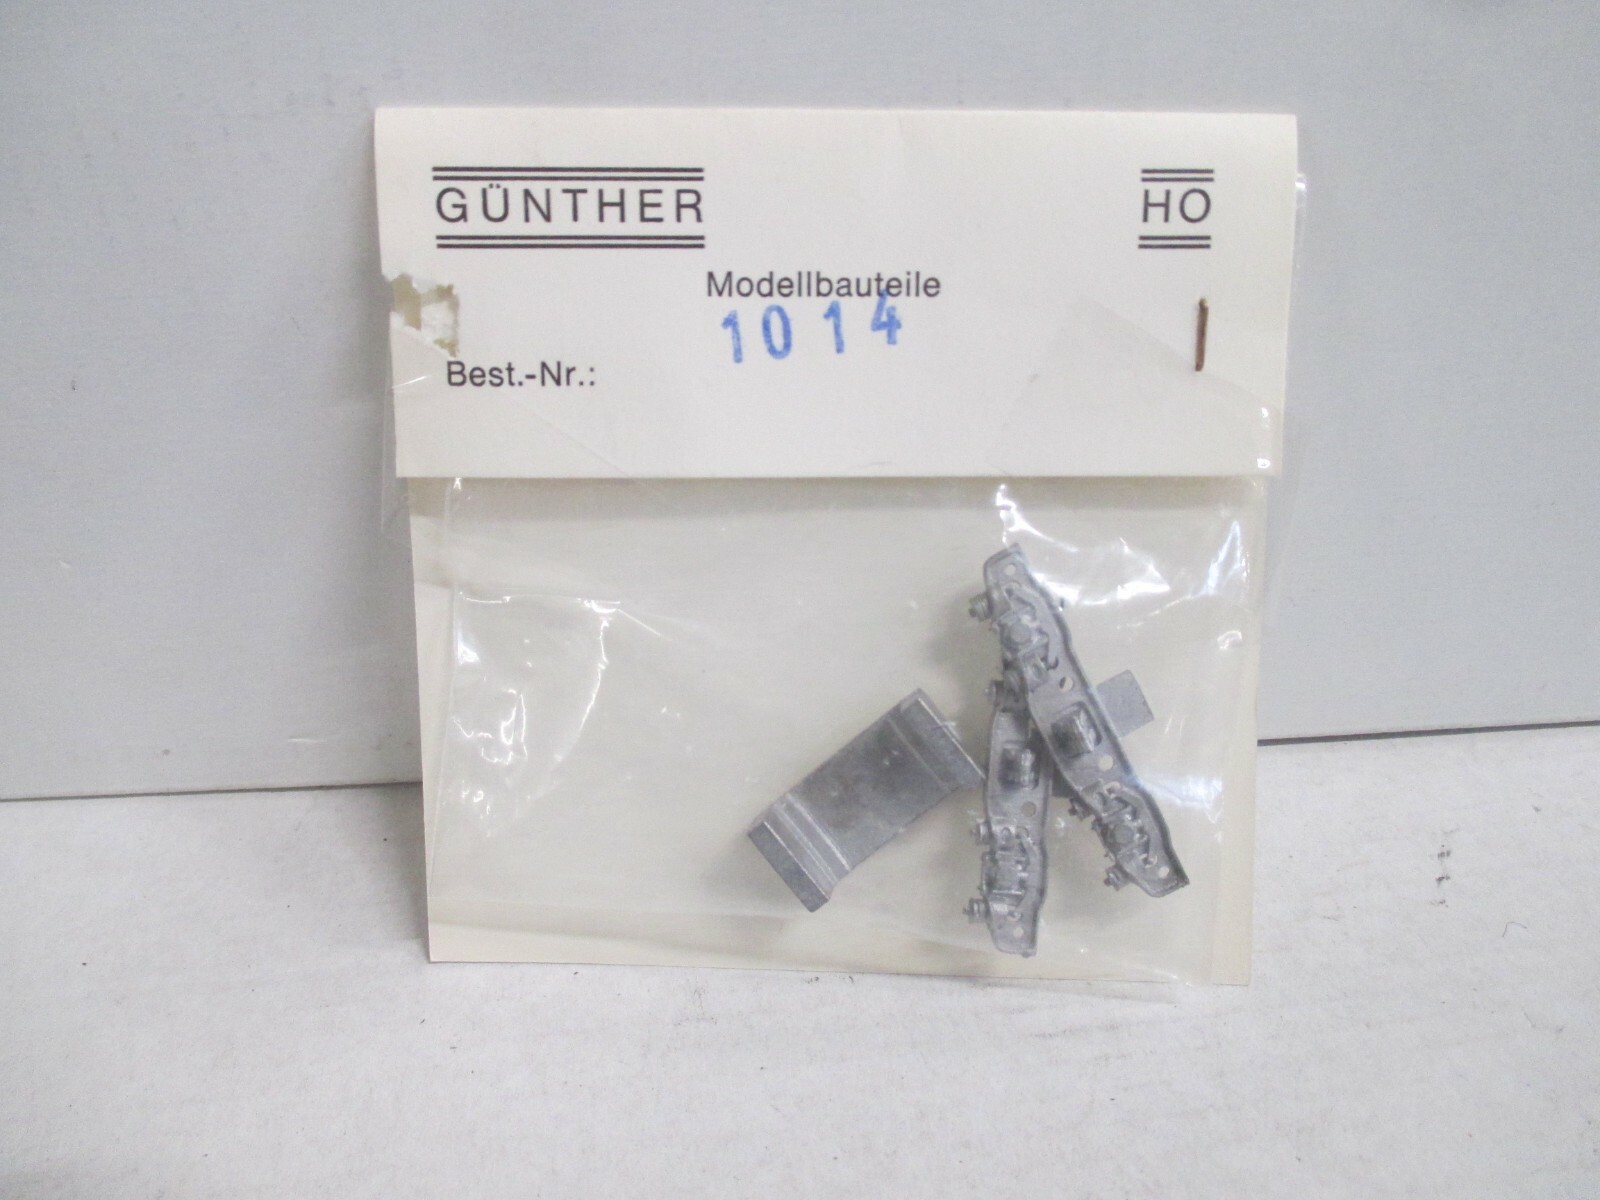 GÜNTHER
HO
Modellbauteile
1014
Best.-Nr.: